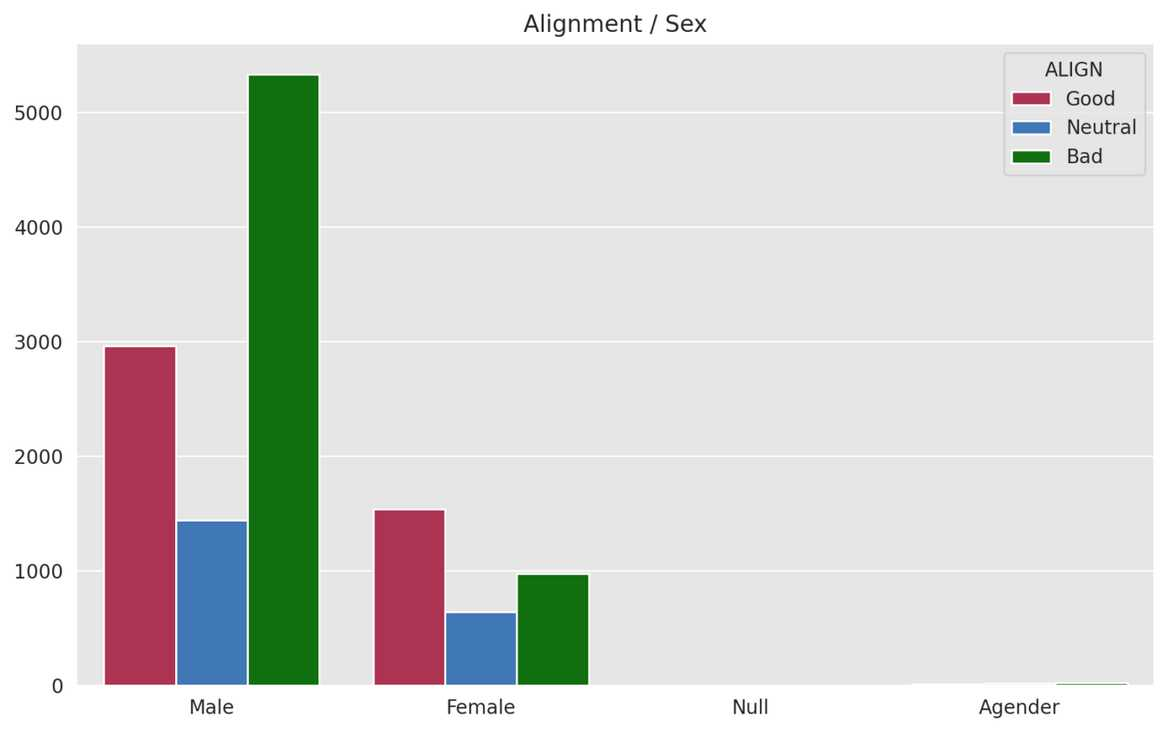 Alignment / Sex
ALIGN
Good
Neutral
Bad
5000
4000
3000
2000
1000
0
Male Female Null Agender